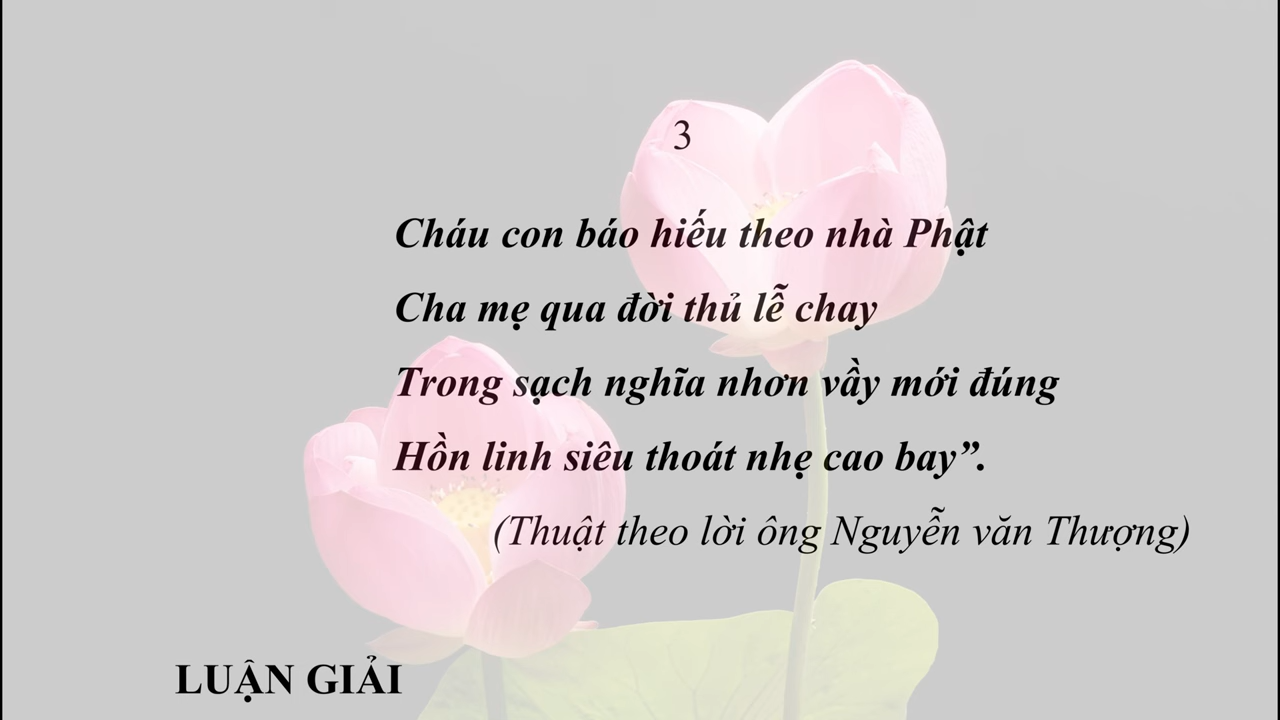 3
Cháu con báo hiếu theo nhà Phật
Cha mẹ qua đời thủ lễ chay
Trong sạch nghĩa nhơn vầy mới đúng
Hồn linh siêu thoát nhẹ cao bay”.
(Thuật theo lời ông Nguyễn văn Thượng)
LUẬN GIẢI